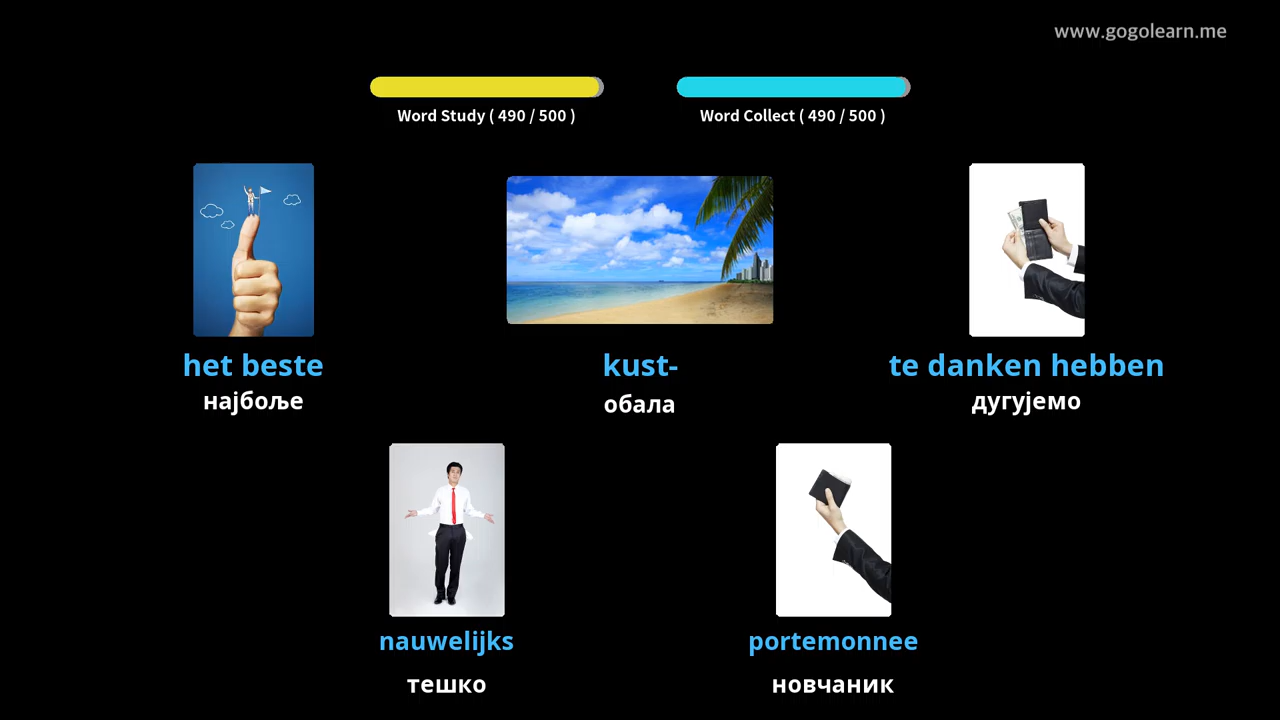 www.gogolearn.me
Word Study ( 490 / 500 )
Word Collect ( 490 / 500 )
het beste
најбоље
kust-
обала
te danken hebben
дугујемо
nauwelijks
тешко
portemonnee
новчаник